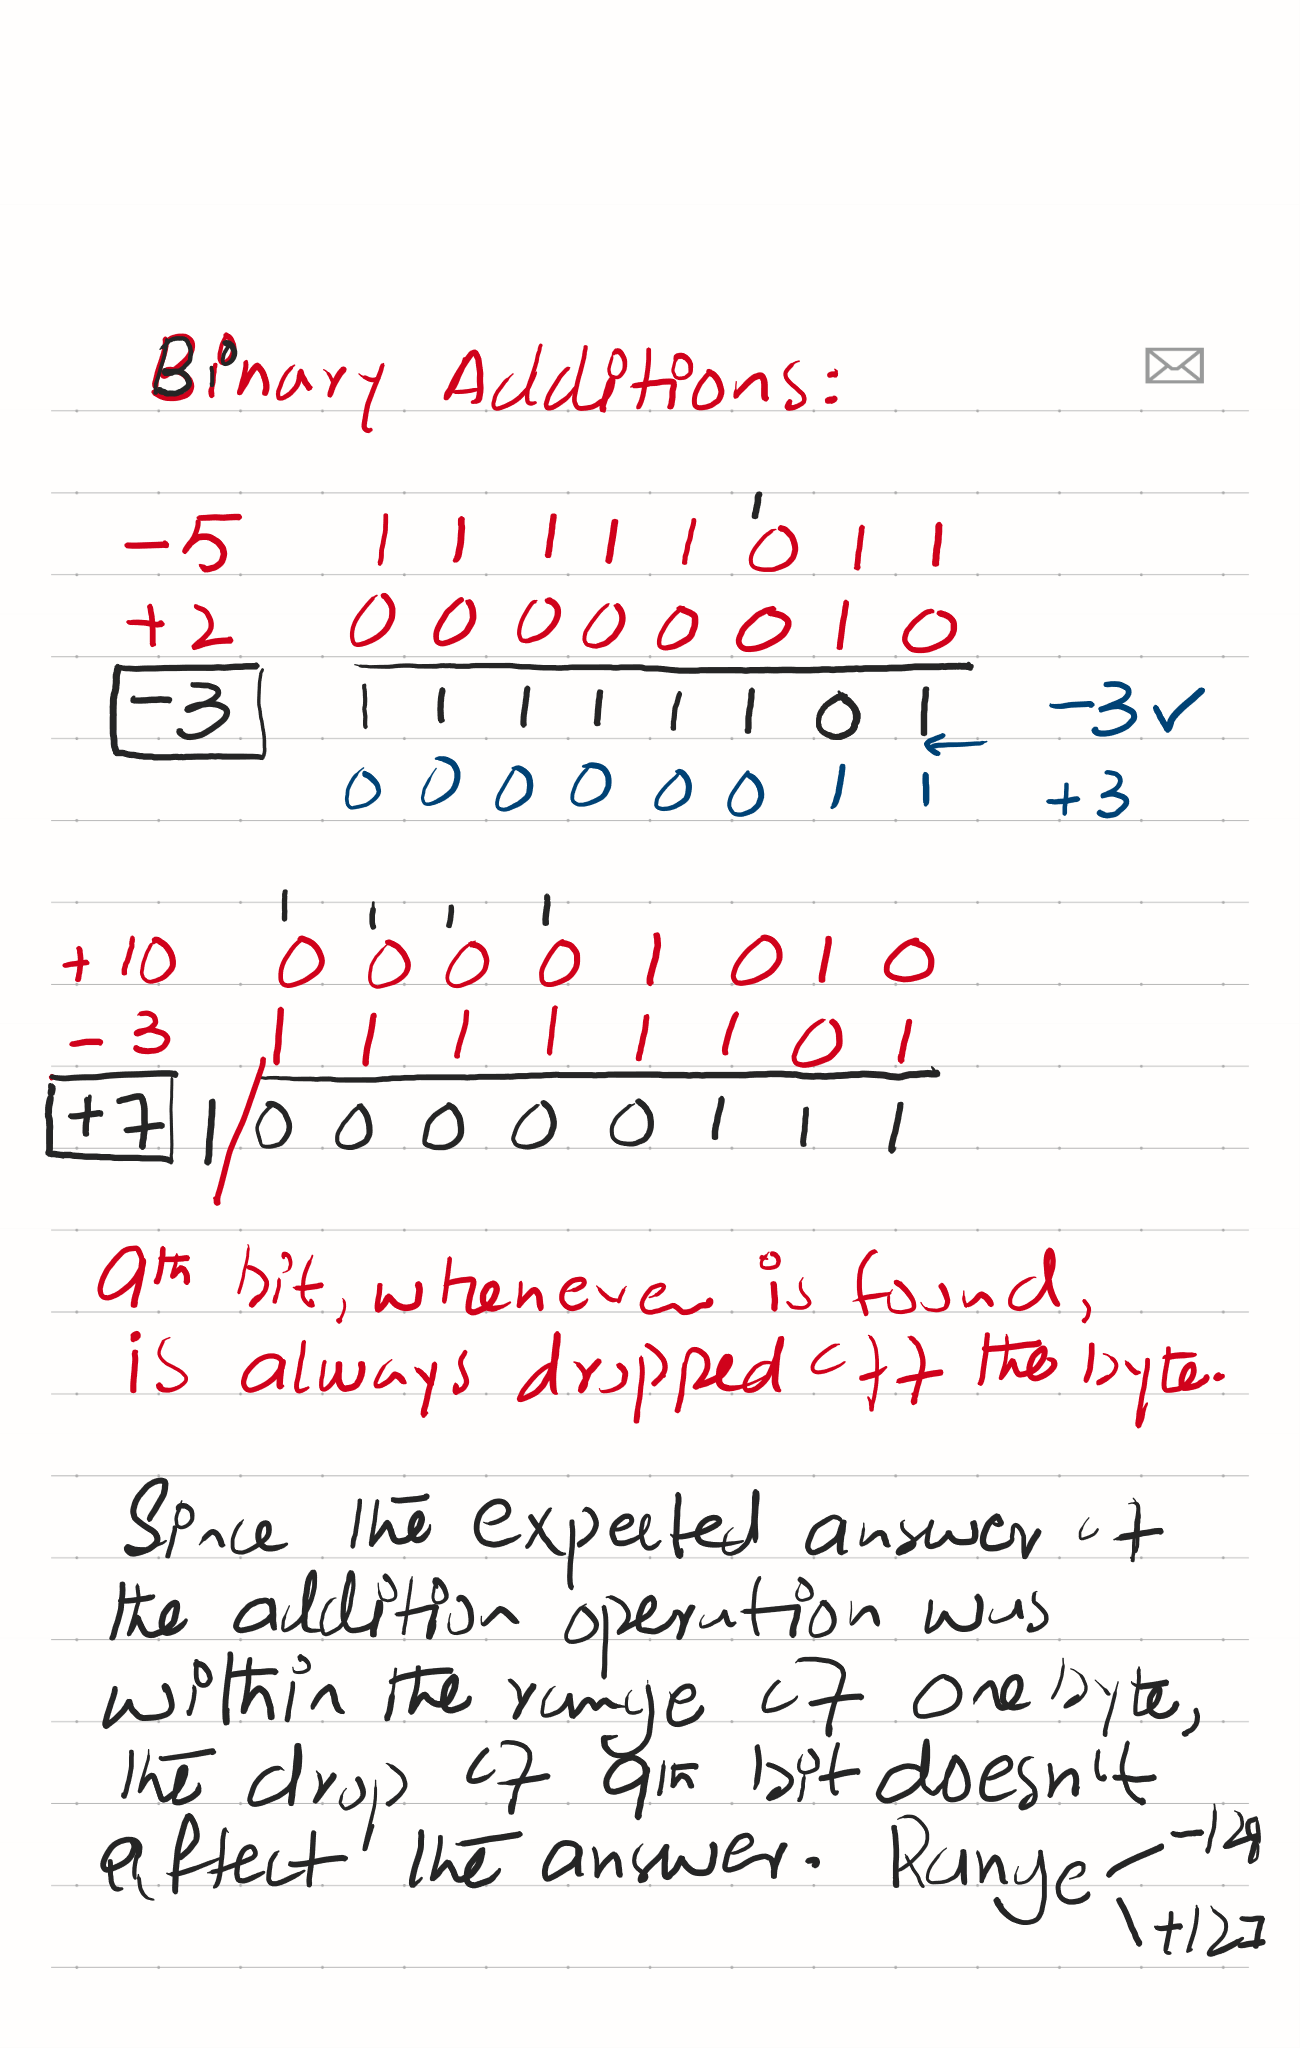 Binary Additions:
1
-5 1 1 1 1 1 0 1 1
+2 0 0 0 0 0 0 1 0
-3 1 1 1 1 1 1 0 1 -3 ✓
←
0 0 0 0 0 0 1 1 +3
1 1 1 1
+10 0 0 0 0 1 0 1 0
-3 1 1 1 1 1 1 0 1
+7 1/ 0 0 0 0 0 1 1 1
9th bit, whenever is found,
is always dropped off the byte.
Since the expected answer of
the addition operation was
within the range of one byte,
the drop of 9th bit doesn't
affect the answer. Range -128
+127